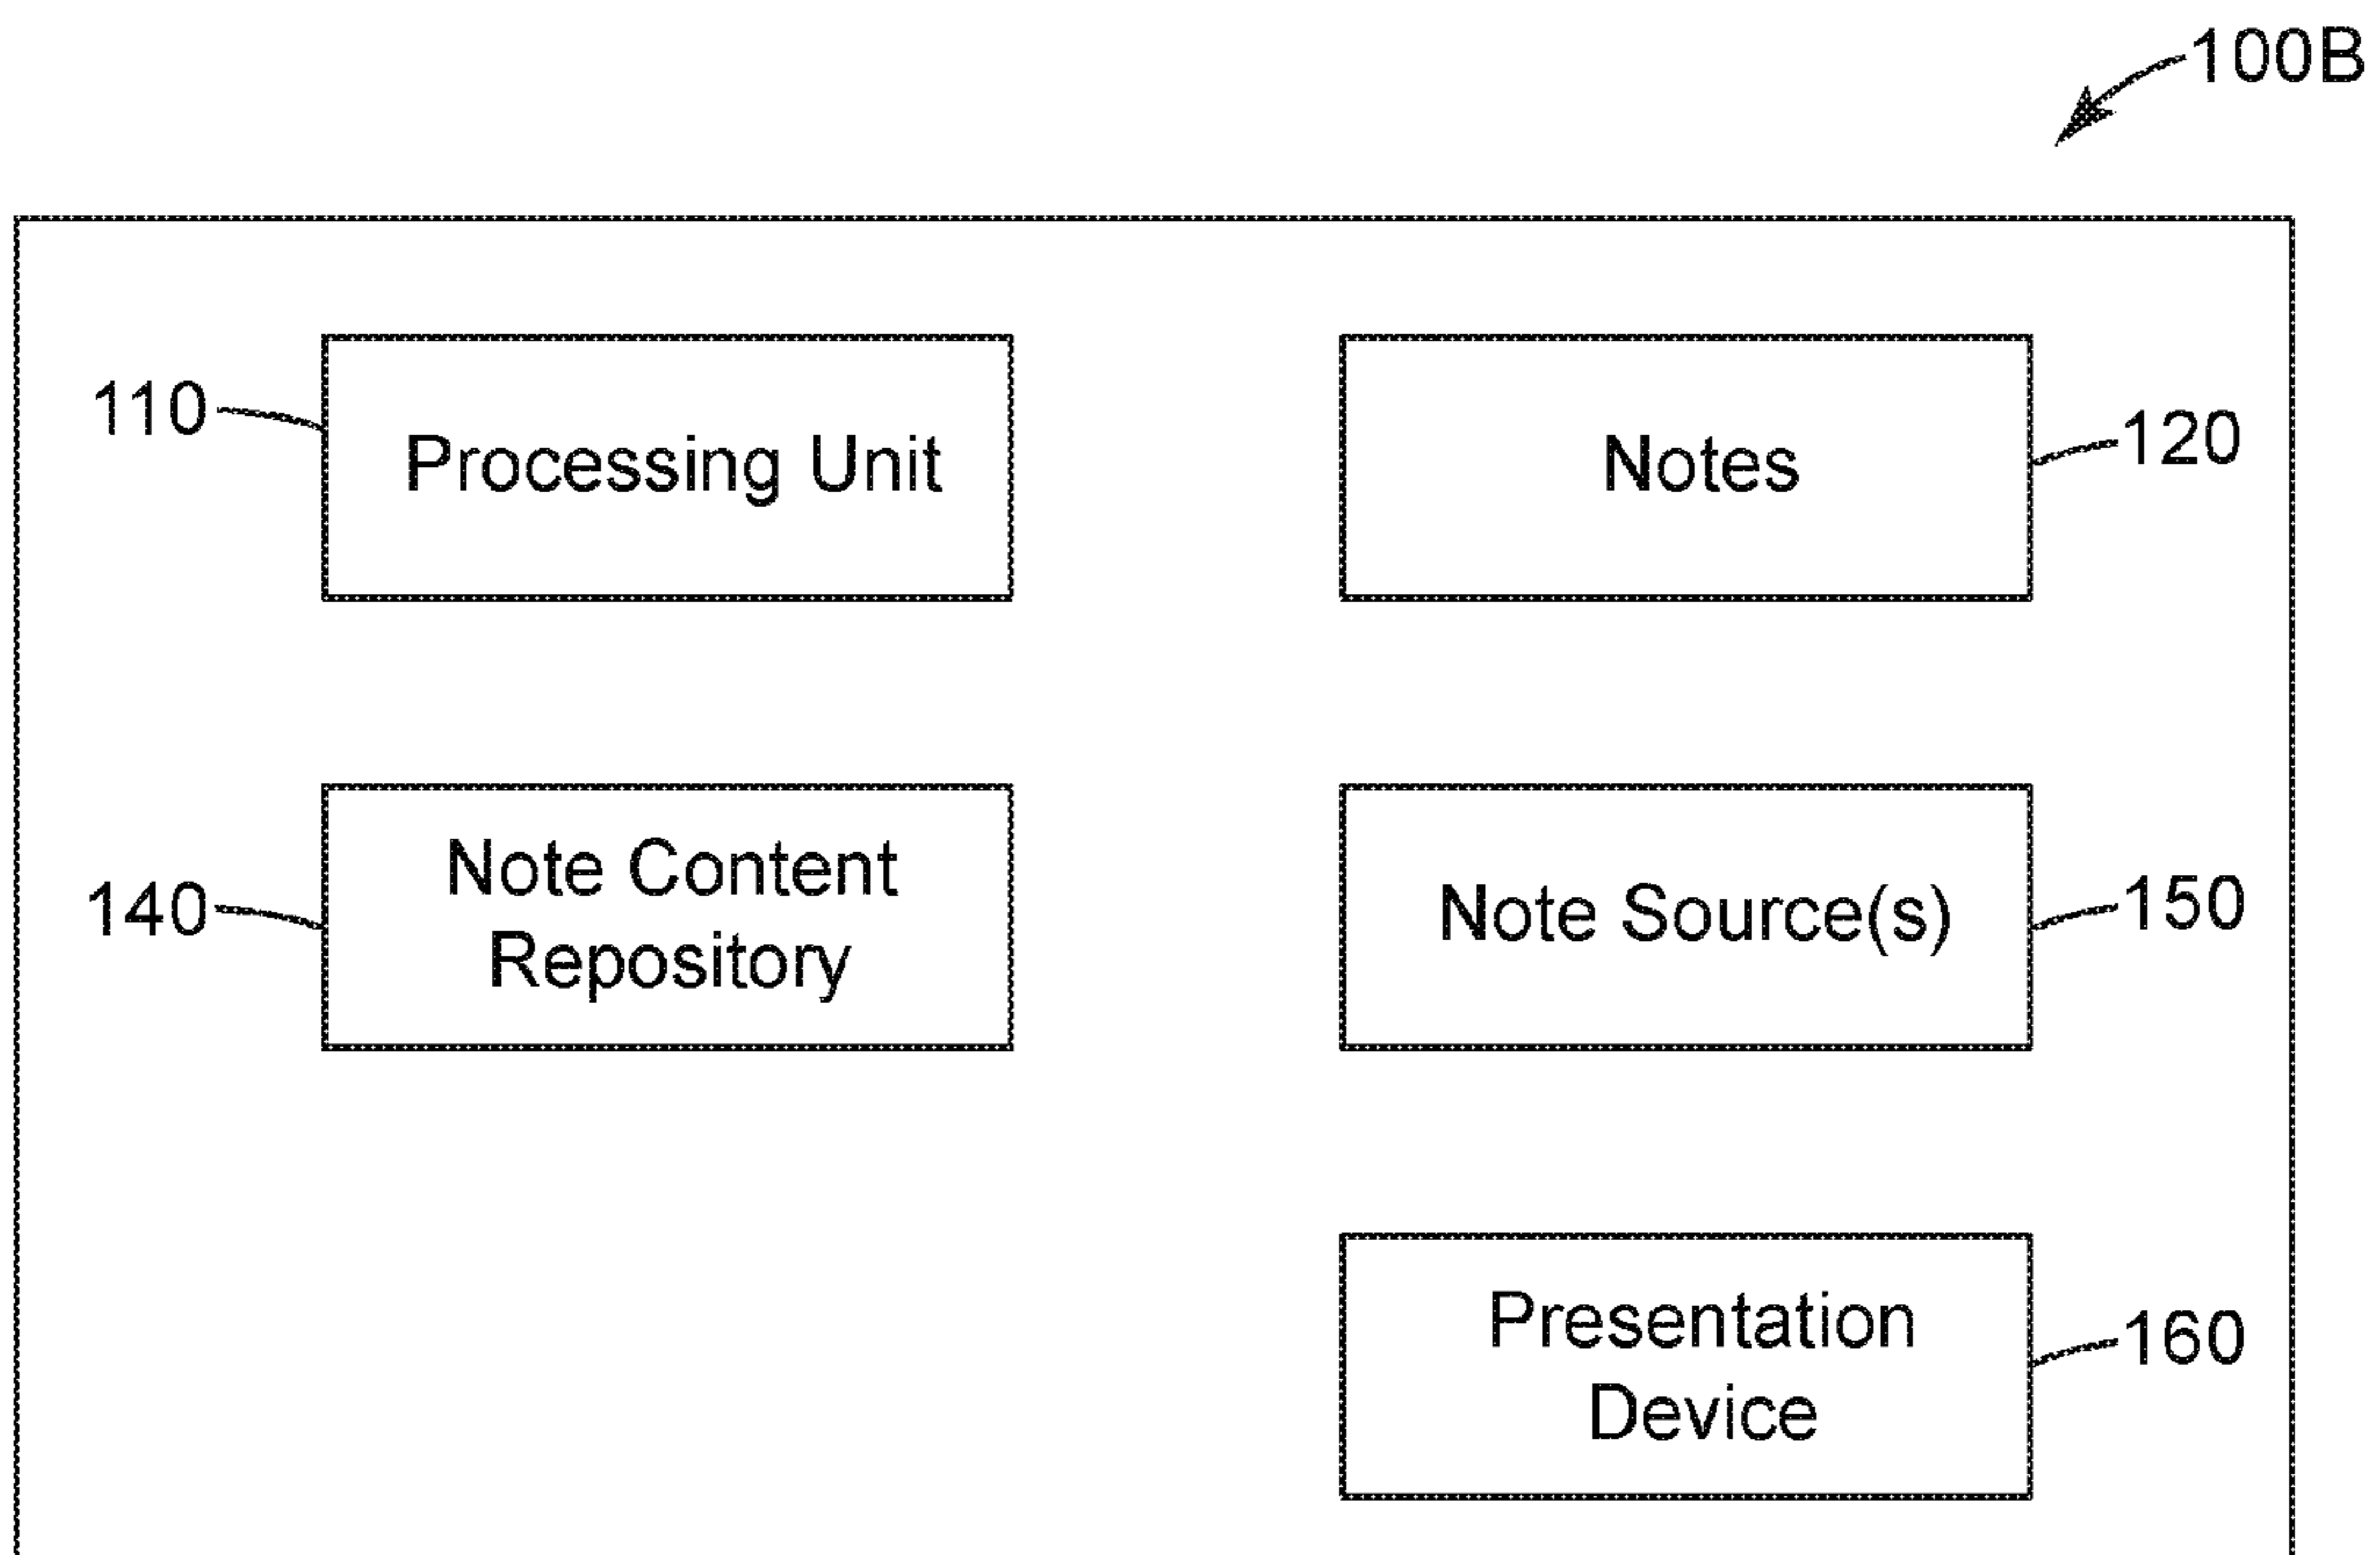 100B
110
Processing Unit
Notes
120
140
Note Content
Repository
Note Source(s)
150
Presentation
Device
160